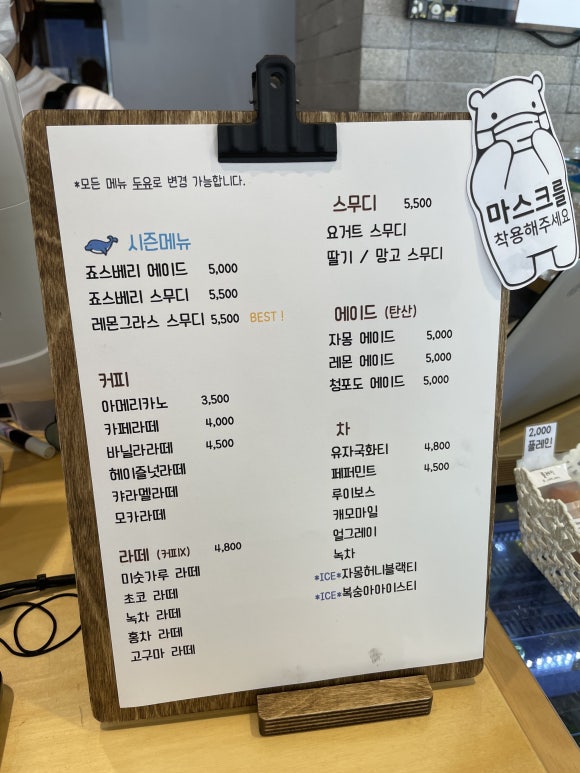 *모든 메뉴 두유로 변경 가능합니다.
시즌메뉴
죠스베리 에이드 5,000
죠스베리 스무디 5,500
레몬그라스 스무디 5,500 BEST!
커피
아메리카노 3,500
카페라떼 4,000
바닐라라떼 4,500
헤이즐넛라떼
캬라멜라떼
모카라떼
라떼 (커피X) 4,800
미숫가루 라떼
초코 라떼
녹차 라떼
홍차 라떼
고구마 라떼
스무디 5,500
요거트 스무디
딸기 / 망고 스무디
에이드 (탄산)
자몽 에이드 5,000
레몬 에이드 5,000
청포도 에이드 5,000
차
유자국화티 4,800
페퍼민트 4,500
루이보스
캐모마일
얼그레이
녹차
*ICE*자몽허니블랙티
*ICE*복숭아아이스티
마스크를
착용해주세요
2,000
플레인